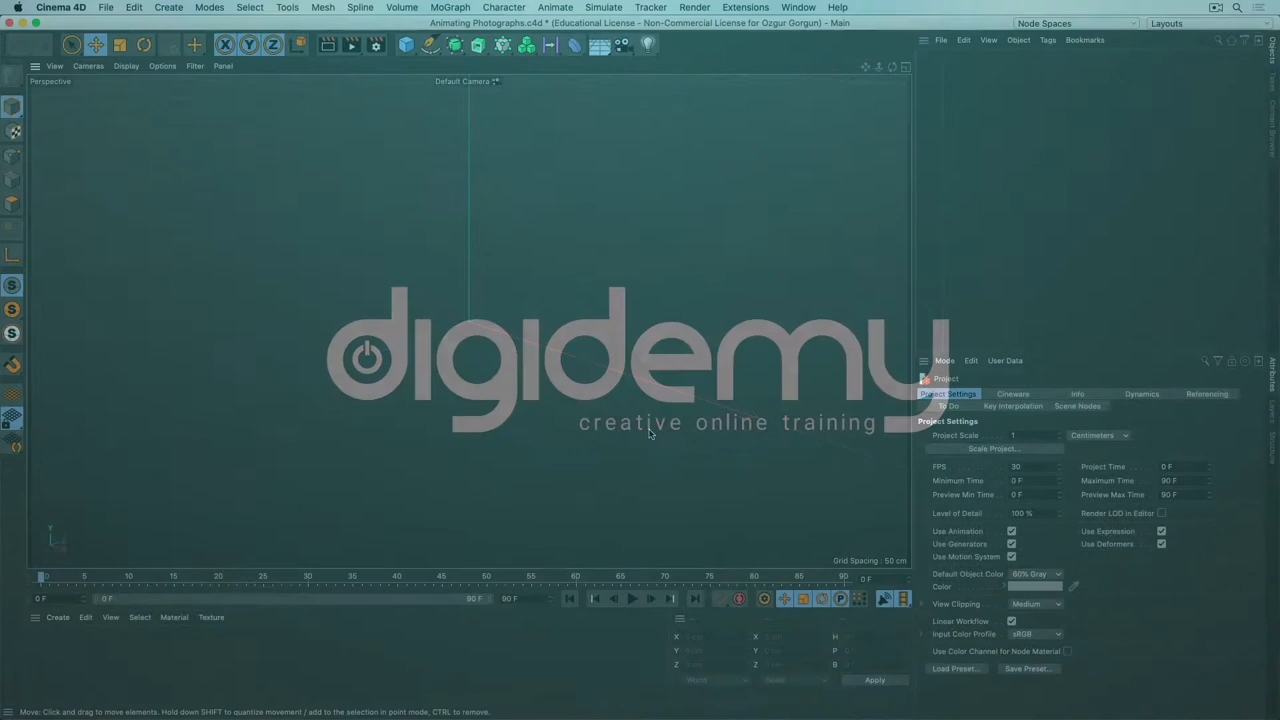 Cinema 4D File Edit Create Modes Select Tools Mesh Spline Volume MoGraph Character Animate Simulate Tracker Render Extensions Window Help
Animating Photographs.c4d * (Educational License - Non-Commercial License for Ozgur Gorgun) - Main
Node Spaces Layouts
X Y Z
File Edit View Object Tags Bookmarks
View Cameras Display Options Filter Panel
Perspective Default Camera
Objects
Takes
Content Browser
digidemy
creative online training
Mode Edit User Data
Attributes
Layers
Structure
Project
Project Settings Cineware Info Dynamics Referencing
To Do Key Interpolation Scene Nodes
Project Settings
Project Scale 1 Centimeters
Scale Project...
FPS 30 Project Time 0 F
Minimum Time 0 F Maximum Time 90 F
Preview Min Time 0 F Preview Max Time 90 F
Level of Detail 100 % Render LOD in Editor
Use Animation Use Expression
Use Generators Use Deformers
Use Motion System
Default Object Color 60% Gray
Color
View Clipping Medium
Linear Workflow
Input Color Profile sRGB
Use Color Channel for Node Material
Load Preset... Save Preset...
S
S
S
Y
Grid Spacing : 50 cm
0 5 10 15 20 25 30 35 40 45 50 55 60 65 70 75 80 85 90 0 F
0 F 0 F 90 F 90 F P
Create Edit View Select Material Texture
X X H
Y Y P
Z Z B
World Apply
Move: Click and drag to move elements. Hold down SHIFT to quantize movement / add to the selection in point mode, CTRL to remove.